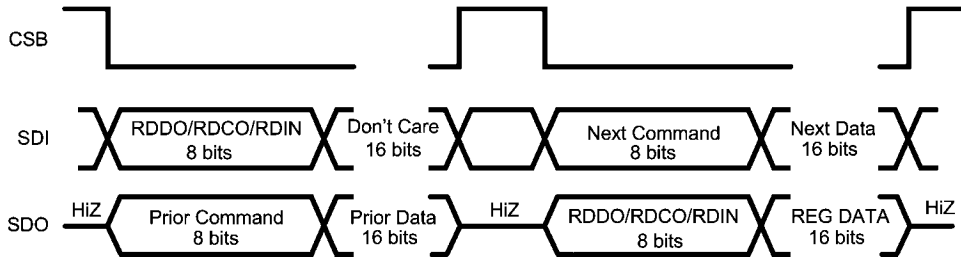 CSB
SDI
RDDO/RDCO/RDIN
8 bits
Don't Care
16 bits
Next Command
8 bits
Next Data
16 bits
SDO
HiZ
Prior Command
8 bits
Prior Data
16 bits
HiZ
RDDO/RDCO/RDIN
8 bits
REG DATA
16 bits
HiZ